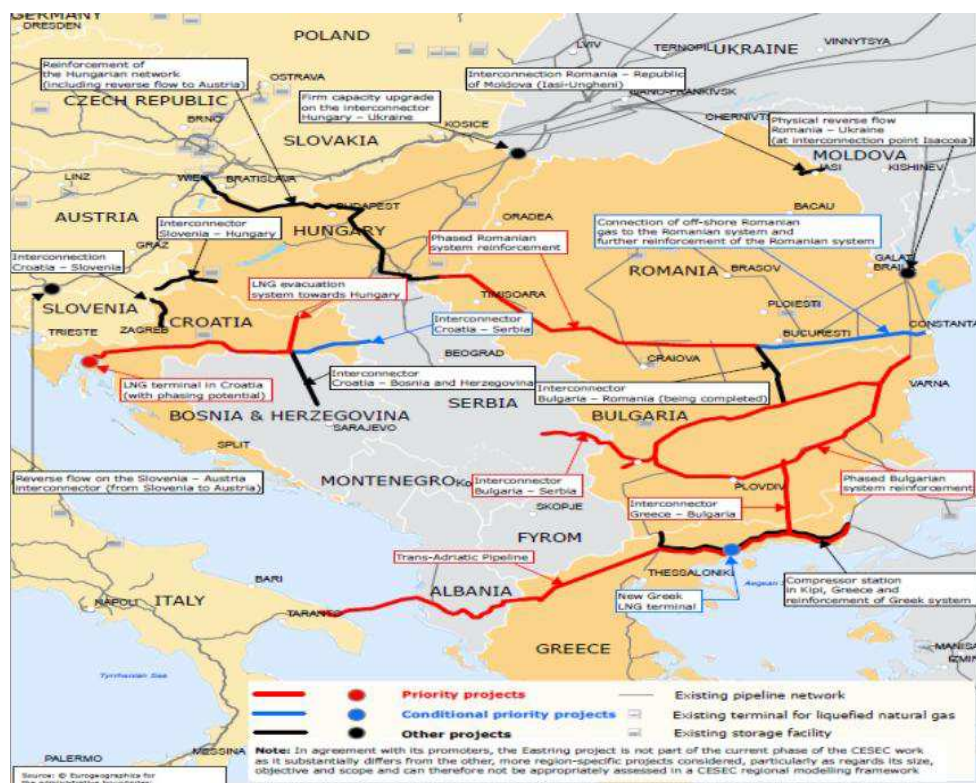 GERMANY
DRESDEN
POLAND
LVIV
TERNOPIL
UKRAINE
VINNYTSYA
Reinforcement of
the Hungarian network
(including reverse flow to Austria)
OSTRAVA
Interconnection Romania – Republic
of Moldova (Iasi-Ungheni)
IVANO-FRANKIVSK
CZECH REPUBLIC
BRNO
Firm capacity upgrade
on the interconnector
Hungary – Ukraine
KOSICE
SLOVAKIA
Physical reverse flow
Romania – Ukraine
(at interconnection point Isaccea)
MOLDOVA
IASI
KISHINEV
LINZ
WIEN
BRATISLAVA
AUSTRIA
BUDAPEST
HUNGARY
ORADEA
BACAU
Interconnector
Slovenia – Hungary
GRAZ
Phased Romanian
system reinforcement
Connection of off-shore Romanian
gas to the Romanian system and
further reinforcement of the Romanian system
Interconnection
Croatia – Slovenia
ROMANIA
BRASOV
GALAT
BRAIL
LNG evacuation
system towards Hungary
SLOVENIA
TIMISOARA
PLOIESTI
TRIESTE
ZAGREB
CROATIA
Interconnector
Croatia – Serbia
BUCURESTI
CONSTANTA
BEOGRAD
CRAIOVA
LNG terminal in Croatia
(with phasing potential)
Interconnector
Croatia – Bosnia and Herzegovina
Interconnector
Bulgaria – Romania (being completed)
VARNA
BOSNIA & HERZEGOVINA
SERBIA
BULGARIA
SARAJEVO
SPLIT
Reverse flow on the Slovenia – Austria
interconnector (from Slovenia to Austria)
MONTENEGRO
Interconnector
Bulgaria – Serbia
PLOVDIV
Phased Bulgarian
system reinforcement
Interconnector
Greece – Bulgaria
SKOPJE
FYROM
Trans-Adriatic Pipeline
BARI
ALBANIA
THESSALONIKI
Aegean
Compressor station
in Kipi, Greece and
reinforcement of Greek system
NAPOLI
ITALY
TARANTO
New Greek
LNG terminal
GREECE
MANISA
IZMIR
Tyrrhenian Sea
Priority projects
Existing pipeline network
Conditional priority projects
Existing terminal for liquefied natural gas
Other projects
Existing storage facility
MESSINA
PALERMO
Note: In agreement with its promoters, the Eastring project is not part of the current phase of the CESEC work
as it substantially differs from the other, more region-specific projects considered, particularly as regards its size,
objective and scope and can therefore not be appropriately assessed in a CESEC regional modelling framework
Source: © Eurogeographics for
the administrative boundaries